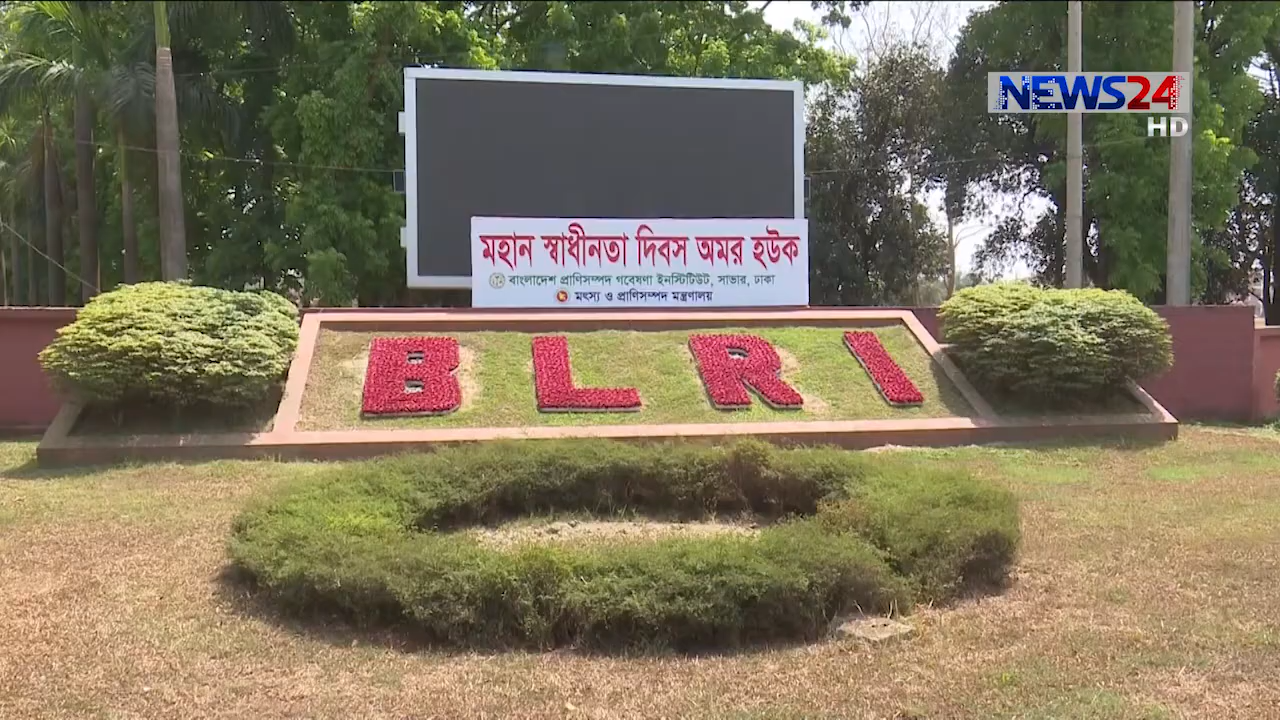 NEWS24
HD
মহান স্বাধীনতা দিবস অমর হউক
বাংলাদেশ প্রাণিসম্পদ গবেষণা ইনস্টিটিউট, সাভার, ঢাকা
মৎস্য ও প্রাণিসম্পদ মন্ত্রণালয়
BLRI